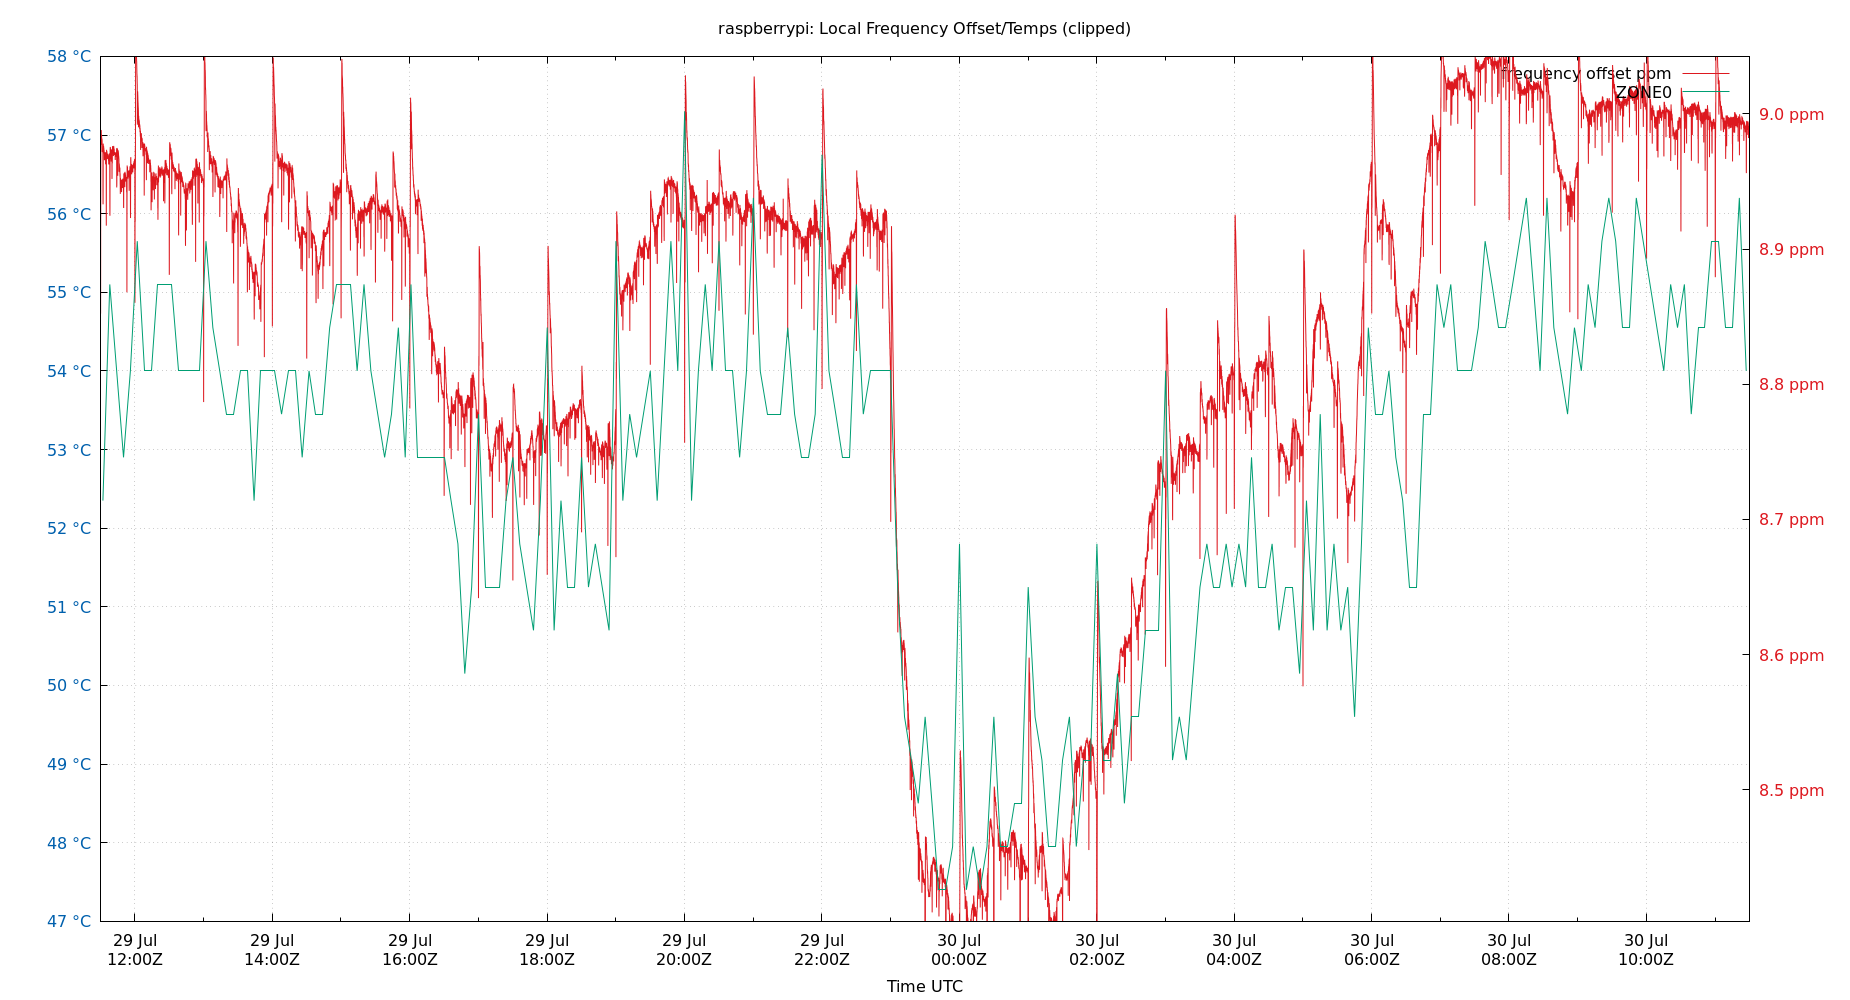 raspberrypi: Local Frequency Offset/Temps (clipped)
58 °C
57 °C
56 °C
55 °C
54 °C
53 °C
52 °C
51 °C
50 °C
49 °C
48 °C
47 °C
frequency offset ppm
ZONE0
9.0 ppm
8.9 ppm
8.8 ppm
8.7 ppm
8.6 ppm
8.5 ppm
29 Jul
12:00Z
29 Jul
14:00Z
29 Jul
16:00Z
29 Jul
18:00Z
29 Jul
20:00Z
29 Jul
22:00Z
30 Jul
00:00Z
30 Jul
02:00Z
30 Jul
04:00Z
30 Jul
06:00Z
30 Jul
08:00Z
30 Jul
10:00Z
Time UTC